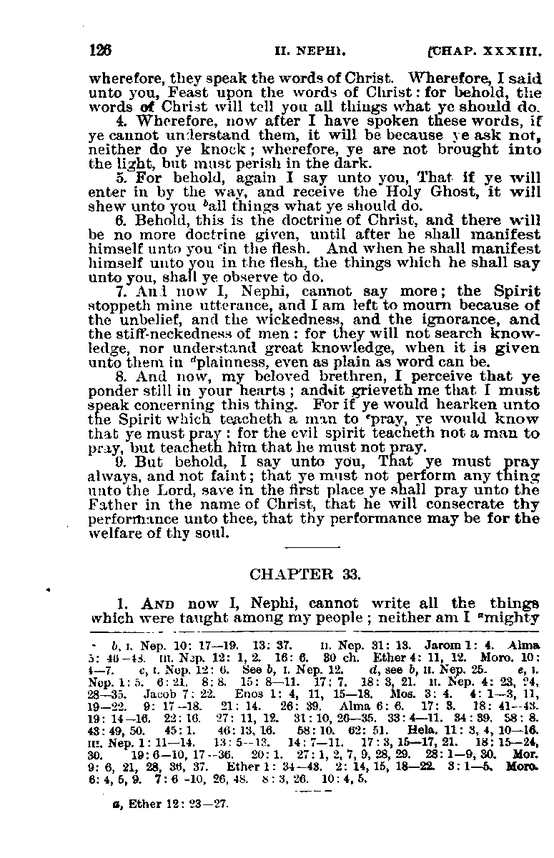 126 II. NEPHI. [CHAP. XXXIII.
wherefore, they speak the words of Christ. Wherefore, I said
unto you, Feast upon the words of Christ: for behold, the
words of Christ will tell you all things what ye should do.
4. Wherefore, now after I have spoken these words, if
ye cannot understand them, it will be because ye ask not,
neither do ye knock; wherefore, ye are not brought into
the light, but must perish in the dark.
5. For behold, again I say unto you, That if ye will
enter in by the way, and receive the Holy Ghost, it will
shew unto you ᵇall things what ye should do.
6. Behold, this is the doctrine of Christ, and there will
be no more doctrine given, until after he shall manifest
himself unto you ᶜin the flesh. And when he shall manifest
himself unto you in the flesh, the things which he shall say
unto you, shall ye observe to do.
7. And now I, Nephi, cannot say more; the Spirit
stoppeth mine utterance, and I am left to mourn because of
the unbelief, and the wickedness, and the ignorance, and
the stiff-neckedness of men: for they will not search know-
ledge, nor understand great knowledge, when it is given
unto them in ᵈplainness, even as plain as word can be.
8. And now, my beloved brethren, I perceive that ye
ponder still in your hearts; and it grieveth me that I must
speak concerning this thing. For if ye would hearken unto
the Spirit which teacheth a man to ᵉpray, ye would know
that ye must pray: for the evil spirit teacheth not a man to
pray, but teacheth him that he must not pray.
9. But behold, I say unto you, That ye must pray
always, and not faint; that ye must not perform any thing
unto the Lord, save in the first place ye shall pray unto the
Father in the name of Christ, that he will consecrate thy
performance unto thee, that thy performance may be for the
welfare of thy soul.
CHAPTER 33.
1. AND now I, Nephi, cannot write all the things
which were taught among my people; neither am I ᵃmighty
b, I. Nep. 10: 17—19. 13: 37. II. Nep. 31: 13. Jarom 1: 4. Alma
5: 46—48. III. Nep. 12: 1, 2. 16: 6. 30 ch. Ether 4: 11, 12. Moro. 10:
4—7. c, I. Nep. 12: 6. See b, I. Nep. 12. d, see b, II. Nep. 25. e, I.
Nep. 1: 5. 6: 21. 8: 8. 15: 8—11. 17: 7. 18: 3, 21. II. Nep. 4: 23, 24,
28—35. Jacob 7: 22. Enos 1: 4, 11, 15—18. Mos. 3: 4. 4: 1—3, 11,
19—22. 9: 17—18. 21: 14. 26: 39. Alma 6: 6. 17: 3. 18: 41—43.
19: 14—16. 22: 16. 27: 11, 12. 31: 10, 26—35. 33: 4—11. 34: 39. 38: 8.
43: 49, 50. 45: 1. 46: 13, 16. 58: 10. 62: 51. Hela. 11: 3, 4, 10—16.
III. Nep. 1: 11—14. 13: 5—13. 14: 7—11. 17: 3, 15—17, 21. 18: 15—24,
30. 19: 6—10, 17—36. 20: 1. 27: 1, 2, 7, 9, 28, 29. 28: 1—9, 30. Mor.
9: 6, 21, 28, 36, 37. Ether 1: 34—43. 2: 14, 15, 18—22. 3: 1—5. Moro.
6: 4, 5, 9. 7: 6—10, 26, 48. 8: 3, 26. 10: 4, 5.
a, Ether 12: 23—27.